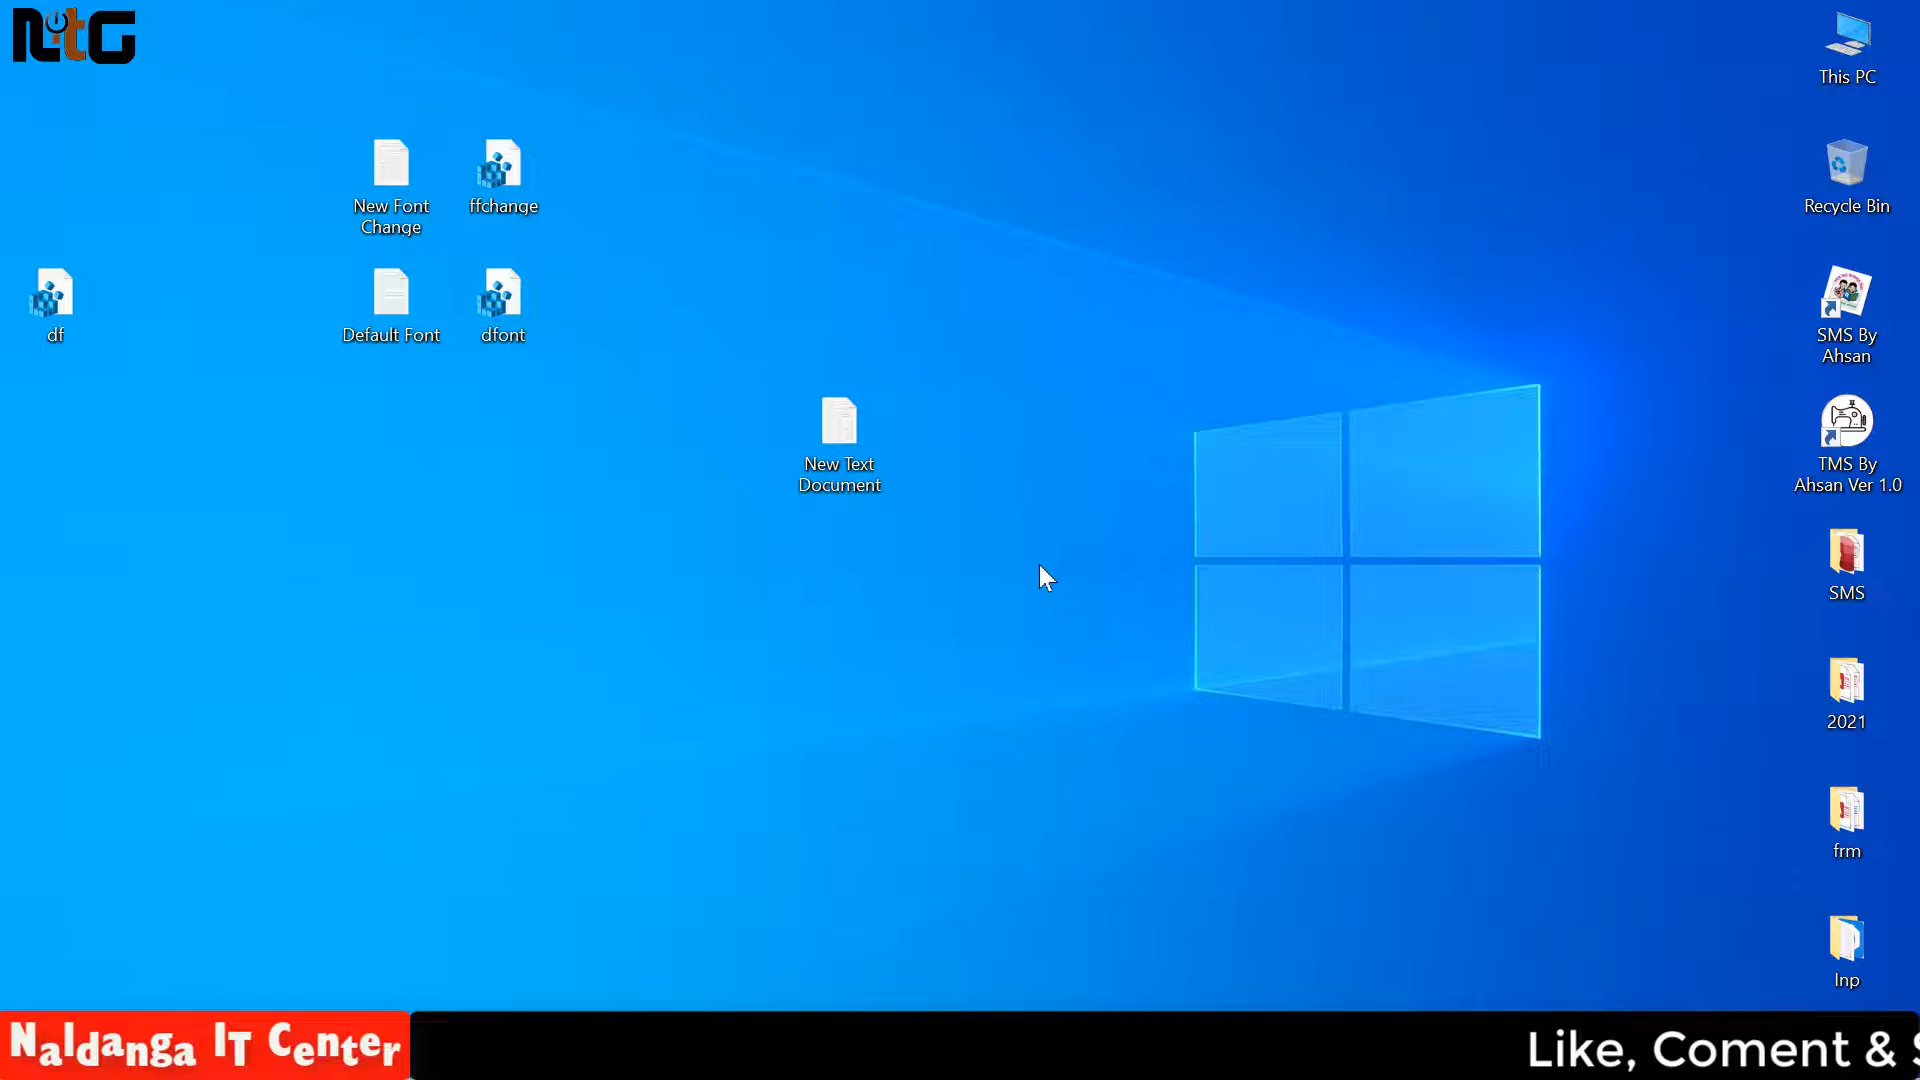 NitG
This PC
New Font
Change
ffchange
Recycle Bin
df
Default Font
dfont
SMS By
Ahsan
New Text
Document
TMS By
Ahsan Ver 1.0
SMS
2021
frm
Inp
Naldanga IT Center
Like, Coment &